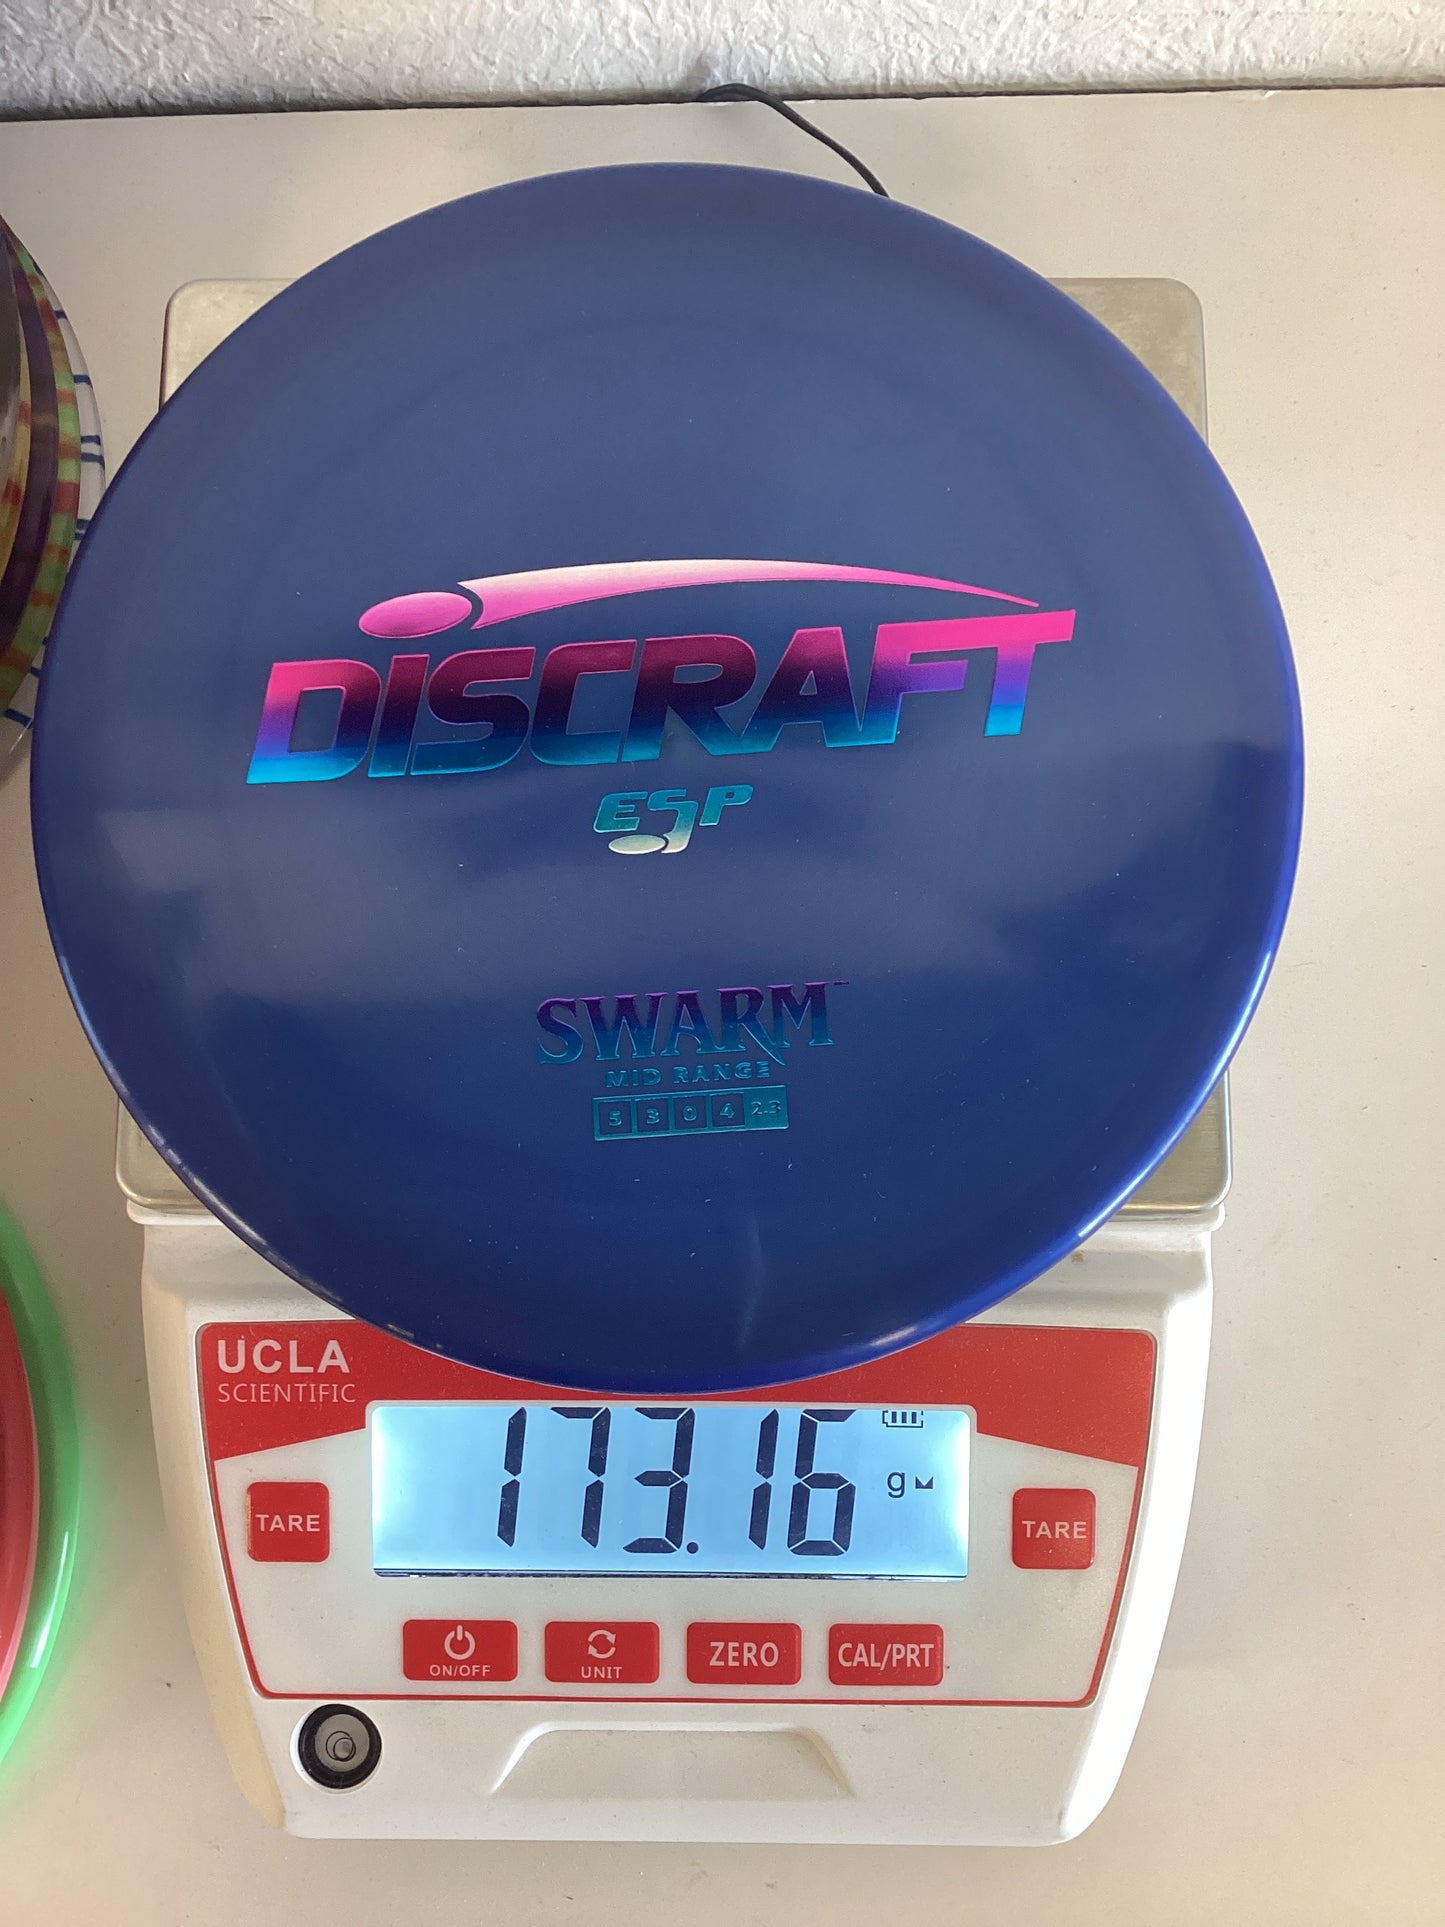 DISCRAFT
ESP
SWARM™
MID RANGE
5 3 0 4 2.3
UCLA
SCIENTIFIC
173.16
g
TARE
TARE
ON/OFF
UNIT
ZERO
CAL/PRT